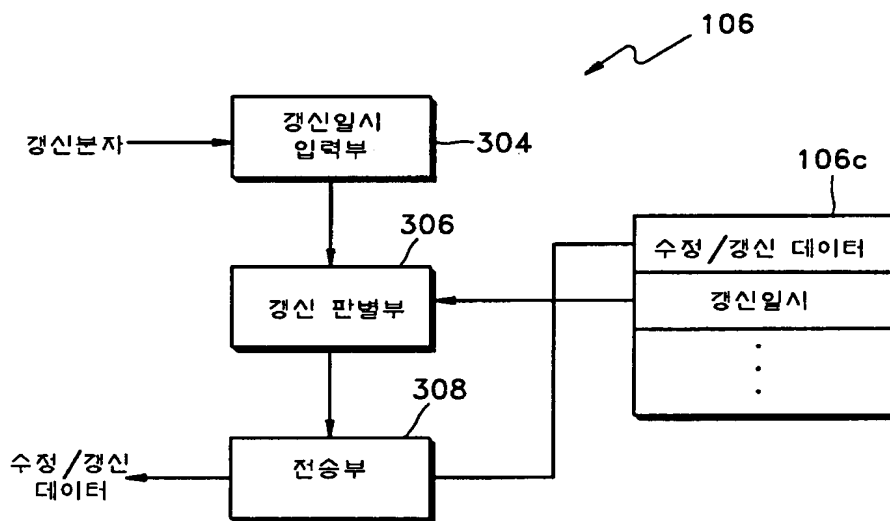 106
갱신일시
입력부
304
갱신분자
106c
306
수정/갱신 데이터
갱신 판별부
갱신일시
308
전송부
수정/갱신
데이터